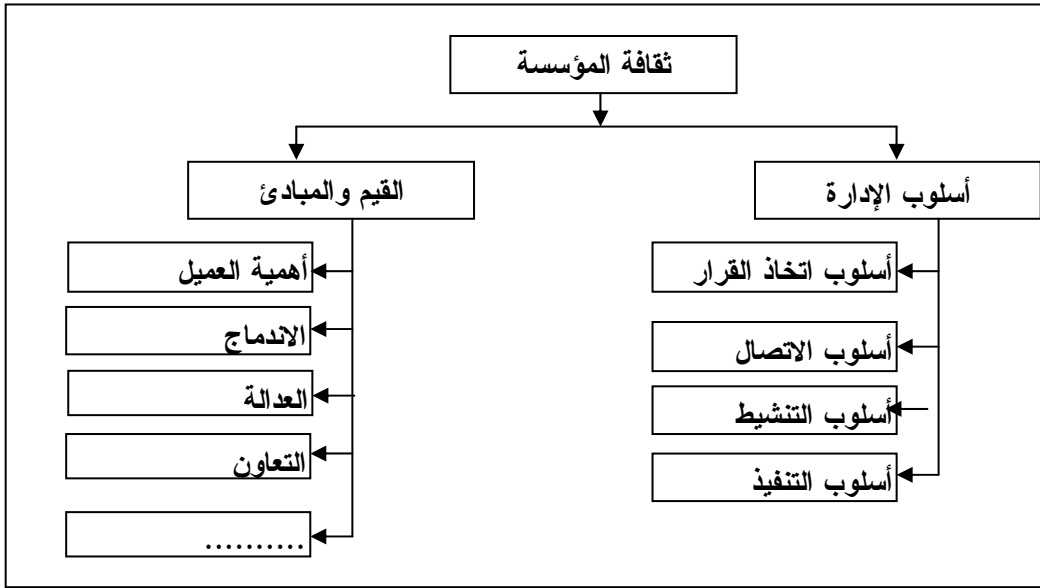 ثقافة المؤسسة
أسلوب الإدارة
القيم والمبادئ
أسلوب اتخاذ القرار
أسلوب الاتصال
أسلوب التنشيط
أسلوب التنفيذ
أهمية العميل
الاندماج
العدالة
التعاون
..........